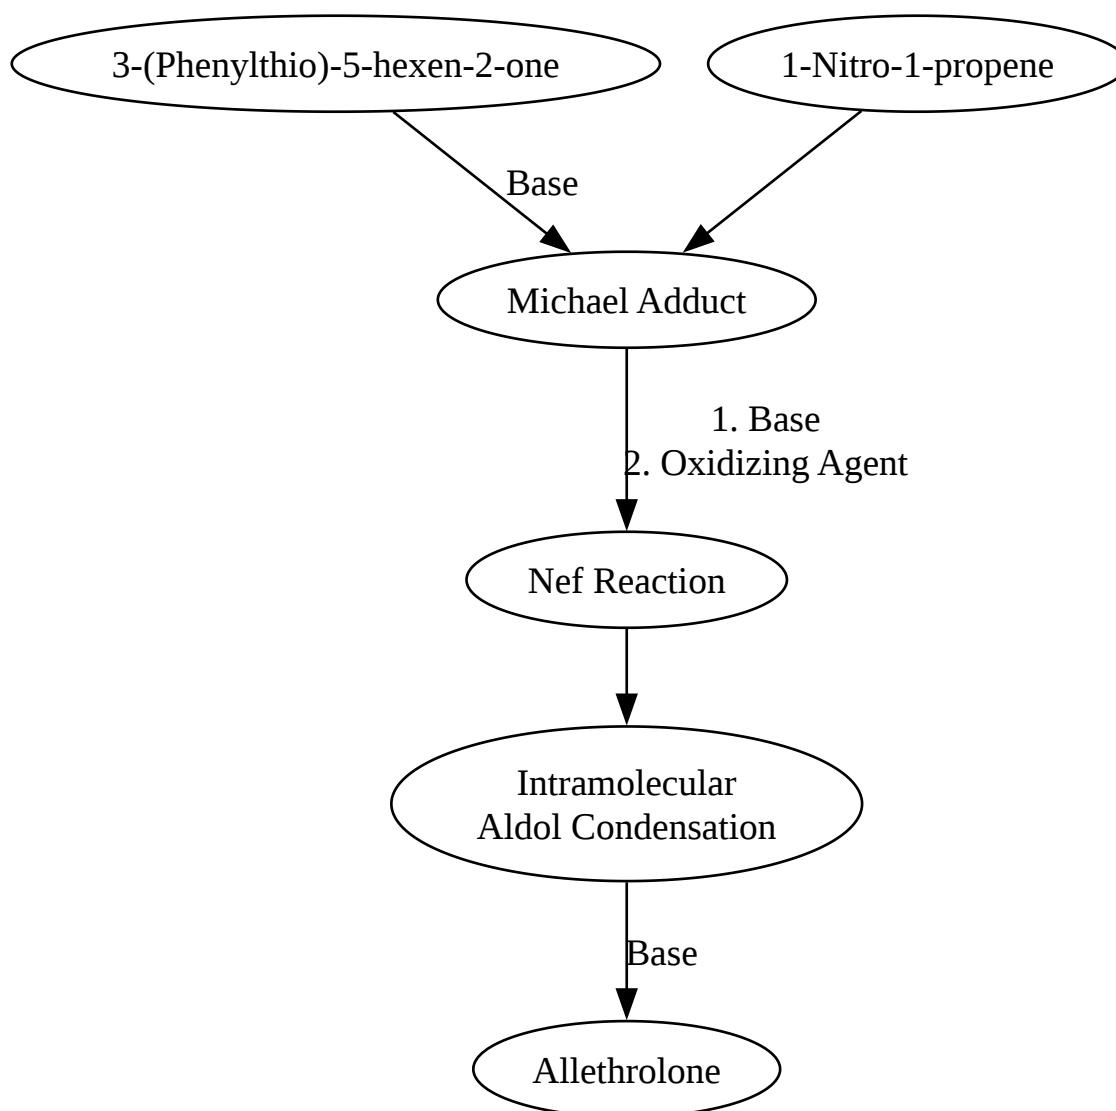 3-(Phenylthio)-5-hexen-2-one
1-Nitro-1-propene
Base
Michael Adduct
1. Base
2. Oxidizing Agent
Nef Reaction
Intramolecular
Aldol Condensation
Base
Allethrolone